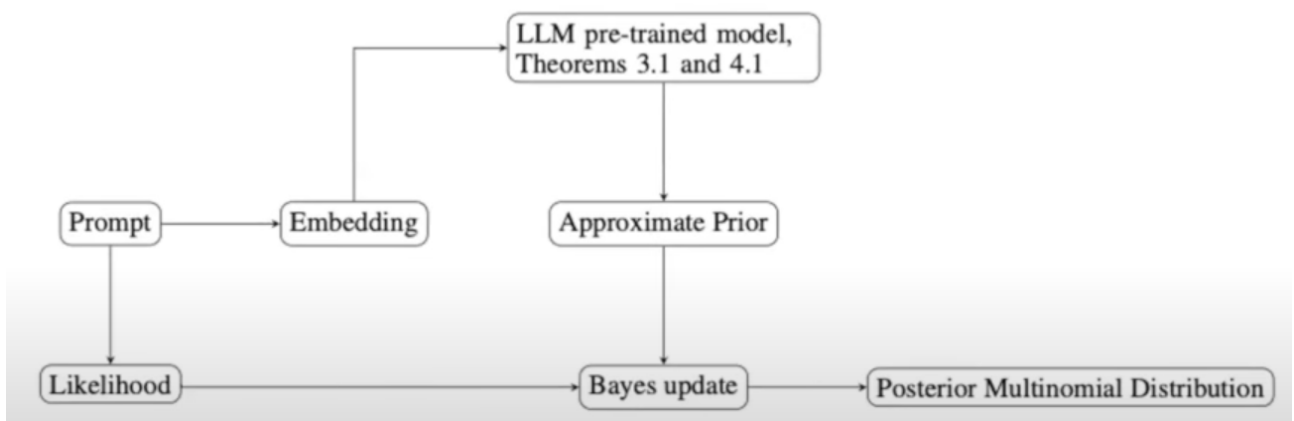 LLM pre-trained model,
Theorems 3.1 and 4.1
Prompt
Embedding
Approximate Prior
Likelihood
Bayes update
Posterior Multinomial Distribution